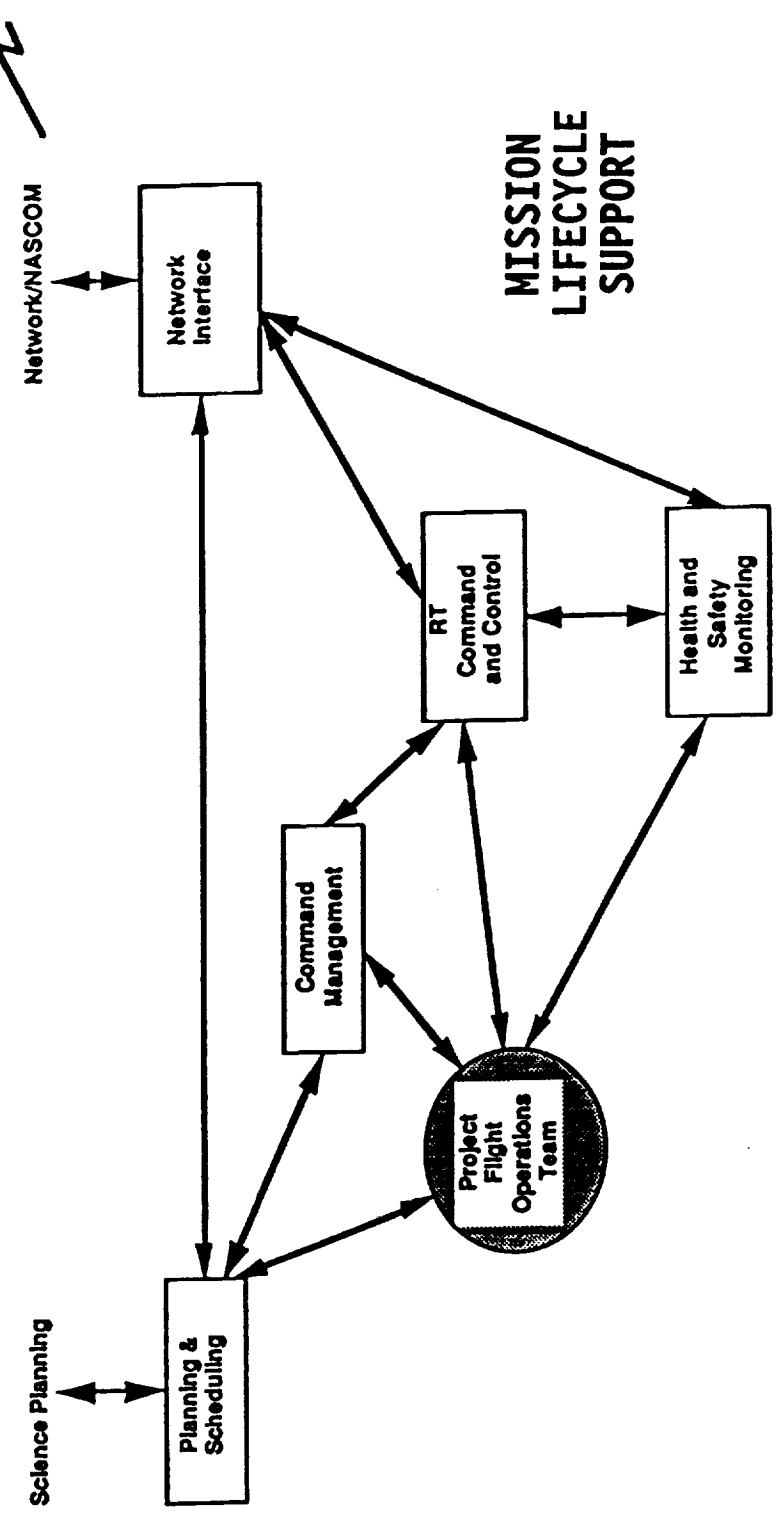 Science Planning
Network/NASCOM
Planning &
Scheduling
Network
Interface
Command
Management
RT
Command
and Control
Project
Flight
Operations
Team
Health and
Safety
Monitoring
MISSION
LIFECYCLE
SUPPORT